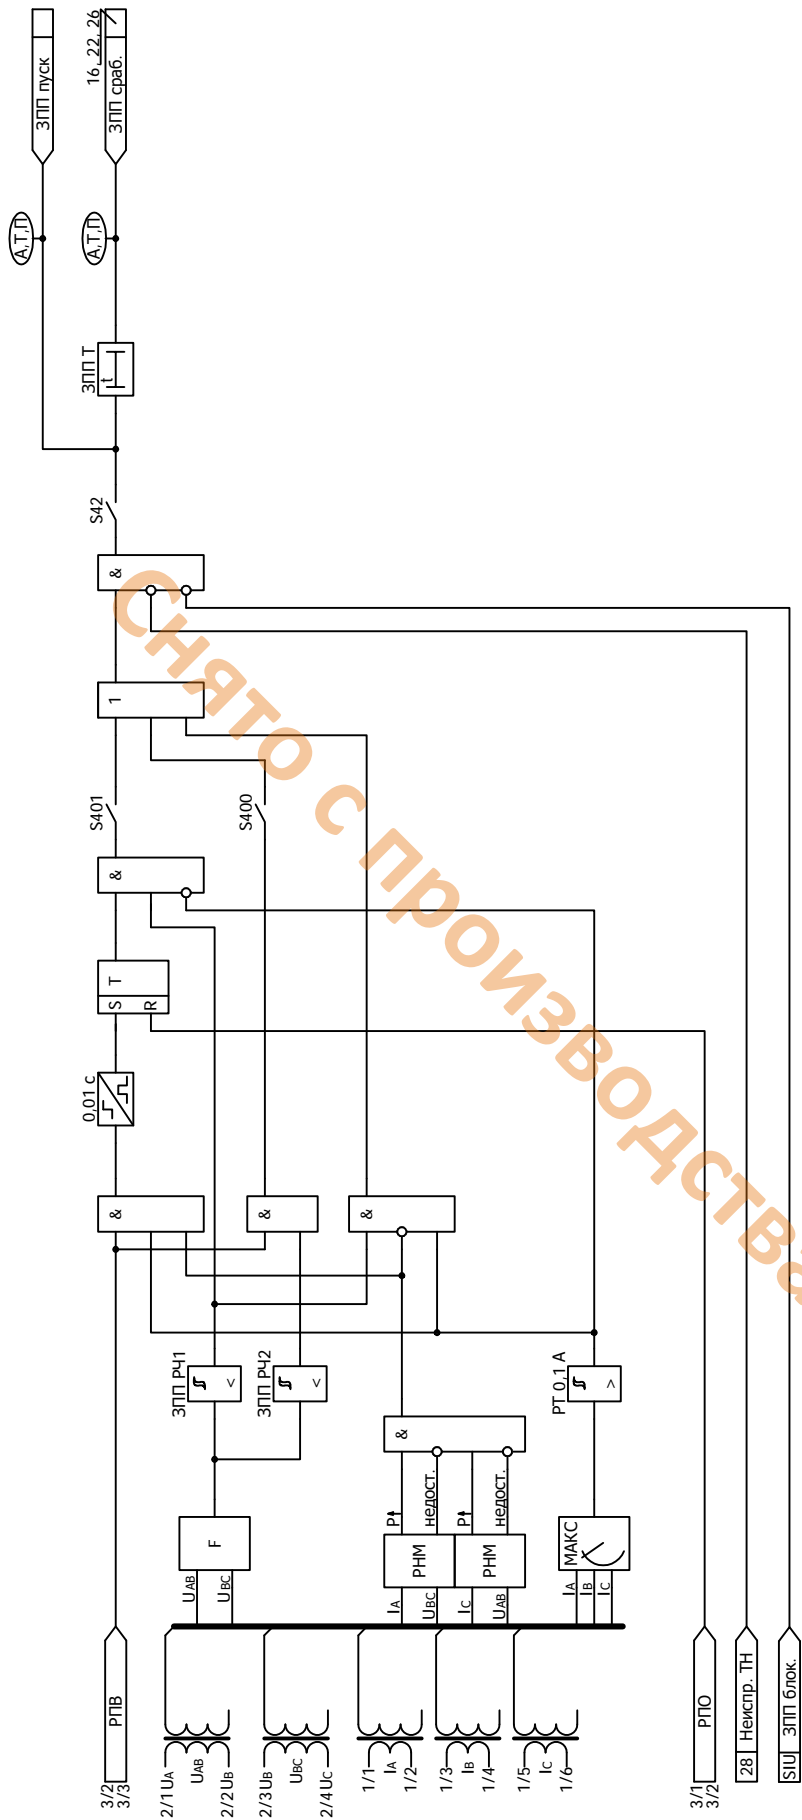 ЗПП пуск
16, 22, 26
ЗПП сраб.
А,Т,П
А,Т,П
ЗПП Т
t
S42
&
1
S401
S400
&
T
S
R
0,01 с
&
&
&
ЗПП РЧ1
<
ЗПП РЧ2
<
РТ 0,1 А
>
&
P
недост.
P
недост.
F
РНМ
РНМ
МАКС
UAB
UBC
IA
UBC
IC
UAB
IA
IB
IC
3/2
3/3
РПВ
2/1 UA
UAB
2/2 UB
2/3 UB
UBC
2/4 UC
1/1
IA
1/2
1/3
IB
1/4
1/5
IC
1/6
3/1
3/2
РПО
28 Неиспр. ТН
SIU ЗПП блок.
Снято с производства